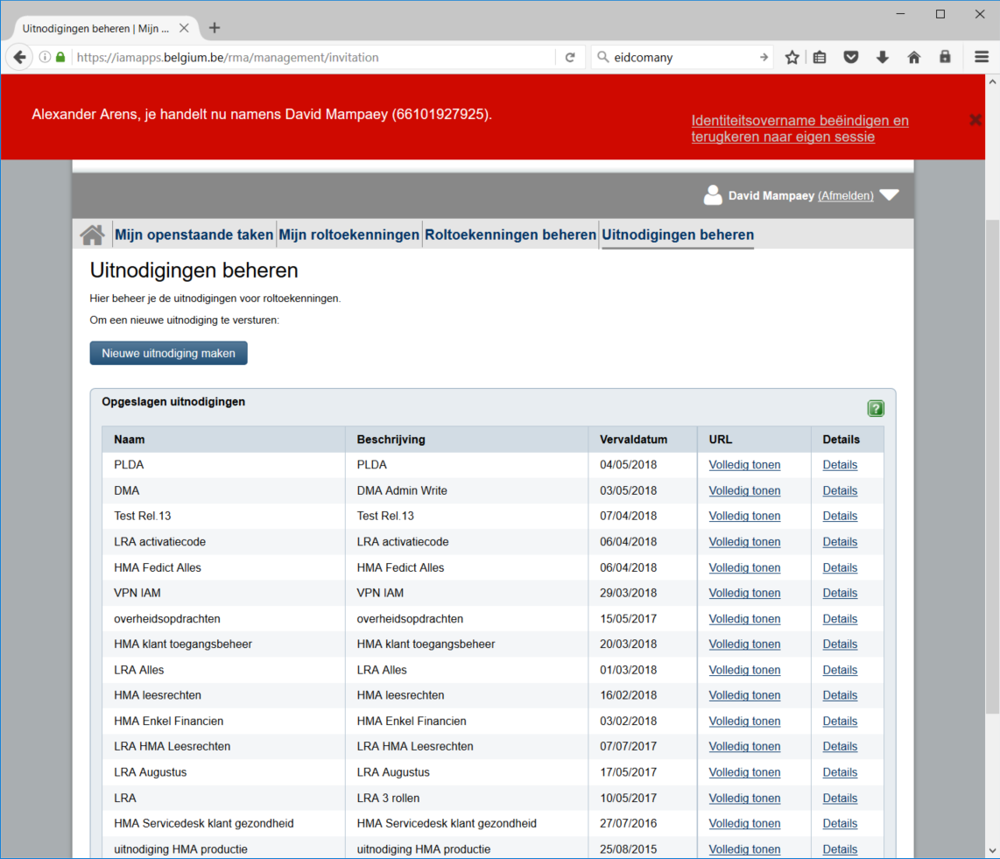 Uitnodigingen beheren | Mijn ...
https://iamapps.belgium.be/rma/management/invitation
eidcomany
Alexander Arens, je handelt nu namens David Mampaey (66101927925).
Identiteitsovername beëindigen en
terugkeren naar eigen sessie
David Mampaey (Afmelden)
Mijn openstaande taken Mijn roltoekenningen Roltoekenningen beheren Uitnodigingen beheren
Uitnodigingen beheren
Hier beheer je de uitnodigingen voor roltoekenningen.
Om een nieuwe uitnodiging te versturen:
Nieuwe uitnodiging maken
Opgeslagen uitnodigingen
?
Naam Beschrijving Vervaldatum URL Details
PLDA PLDA 04/05/2018 Volledig tonen Details
DMA DMA Admin Write 03/05/2018 Volledig tonen Details
Test Rel.13 Test Rel.13 07/04/2018 Volledig tonen Details
LRA activatiecode LRA activatiecode 06/04/2018 Volledig tonen Details
HMA Fedict Alles HMA Fedict Alles 06/04/2018 Volledig tonen Details
VPN IAM VPN IAM 29/03/2018 Volledig tonen Details
overheidsopdrachten overheidsopdrachten 15/05/2017 Volledig tonen Details
HMA klant toegangsbeheer HMA klant toegangsbeheer 20/03/2018 Volledig tonen Details
LRA Alles LRA Alles 01/03/2018 Volledig tonen Details
HMA leesrechten HMA leesrechten 16/02/2018 Volledig tonen Details
HMA Enkel Financien HMA Enkel Financien 03/02/2018 Volledig tonen Details
LRA HMA Leesrechten LRA HMA Leesrechten 07/07/2017 Volledig tonen Details
LRA Augustus LRA Augustus 17/05/2017 Volledig tonen Details
LRA LRA 3 rollen 10/05/2017 Volledig tonen Details
HMA Servicedesk klant gezondheid HMA Servicedesk klant gezondheid 27/07/2016 Volledig tonen Details
uitnodiging HMA productie uitnodiging HMA productie 25/08/2015 Volledig tonen Details